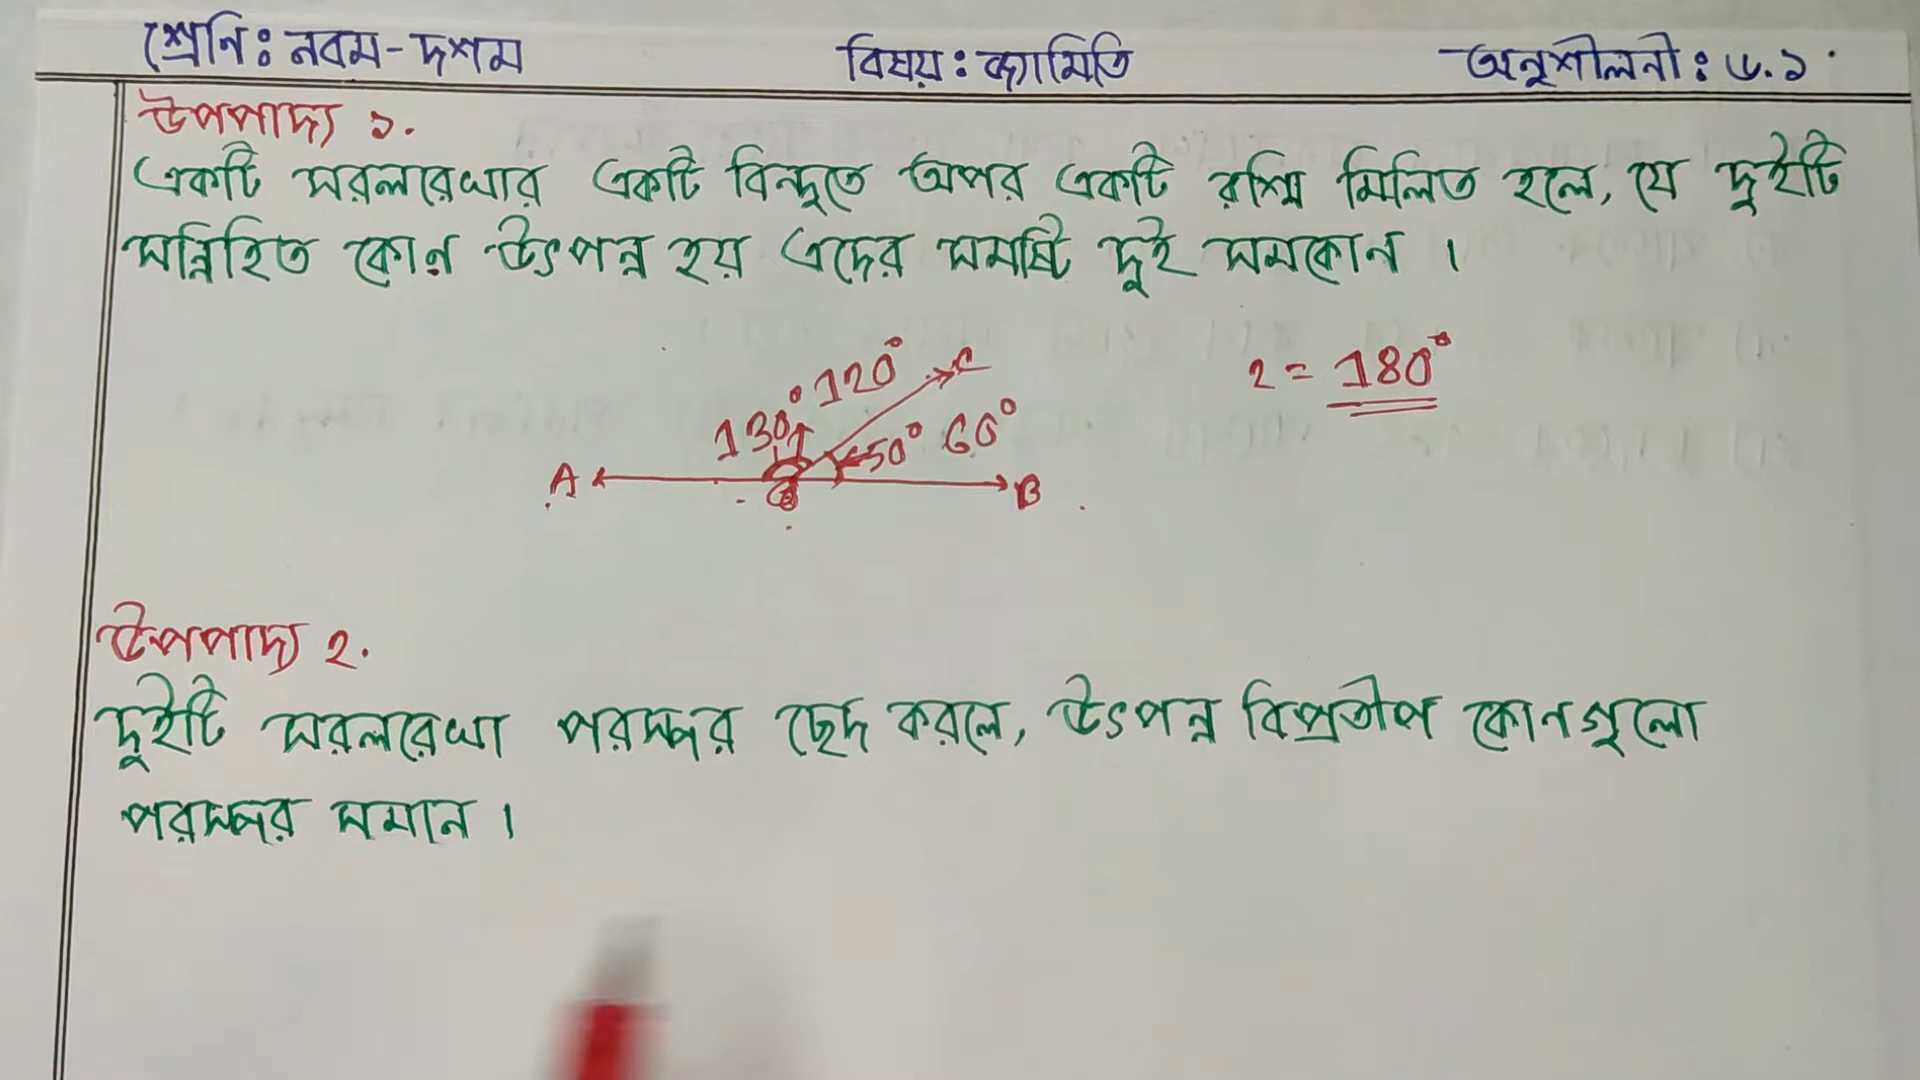 শ্রেণি: নবম-দশম বিষয়: জ্যামিতি অনুশীলনী: ৬.১
উপপাদ্য ১.
একটি সরলরেখার একটি বিন্দুতে অপর একটি রশ্মি মিলিত হলে, যে দুইটি
সন্নিহিত কোন উৎপন্ন হয় এদের সমষ্টি দুই সমকোন ।
130° 120° C
2 = 180°
50° 60°
A B
উপপাদ্য ২.
দুইটি সরলরেখা পরস্পর ছেদ করলে, উৎপন্ন বিপ্রতীপ কোনগুলো
পরস্পর সমান ।